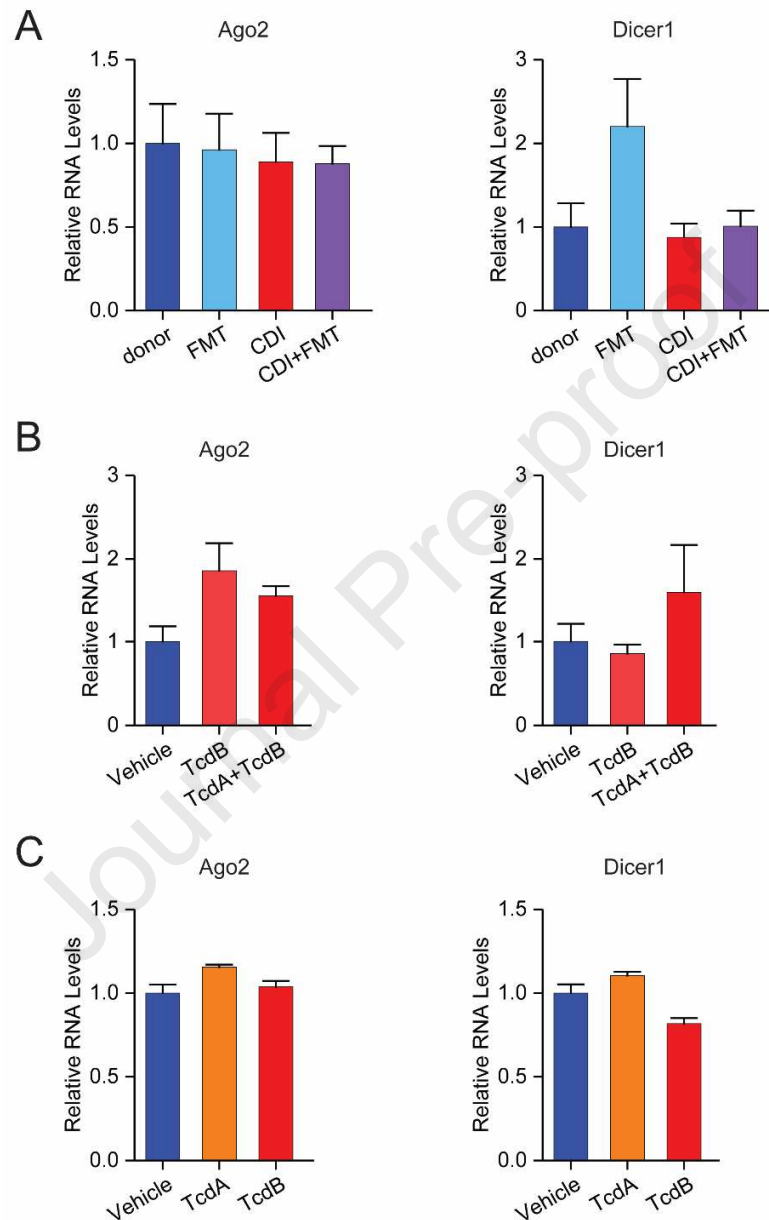 A
Ago2
Relative RNA Levels
1.5
1.0
0.5
0.0
donor
FMT
CDI
CDI+FMT
Dicer1
Relative RNA Levels
3
2
1
0
donor
FMT
CDI
CDI+FMT
B
Ago2
Relative RNA Levels
3
2
1
0
Vehicle
TcdB
TcdA+TcdB
Dicer1
Relative RNA Levels
3
2
1
0
Vehicle
TcdB
TcdA+TcdB
C
Ago2
Relative RNA Levels
1.5
1.0
0.5
0.0
Vehicle
TcdA
TcdB
Dicer1
Relative RNA Levels
1.5
1.0
0.5
0.0
Vehicle
TcdA
TcdB
Journal Pre-proof